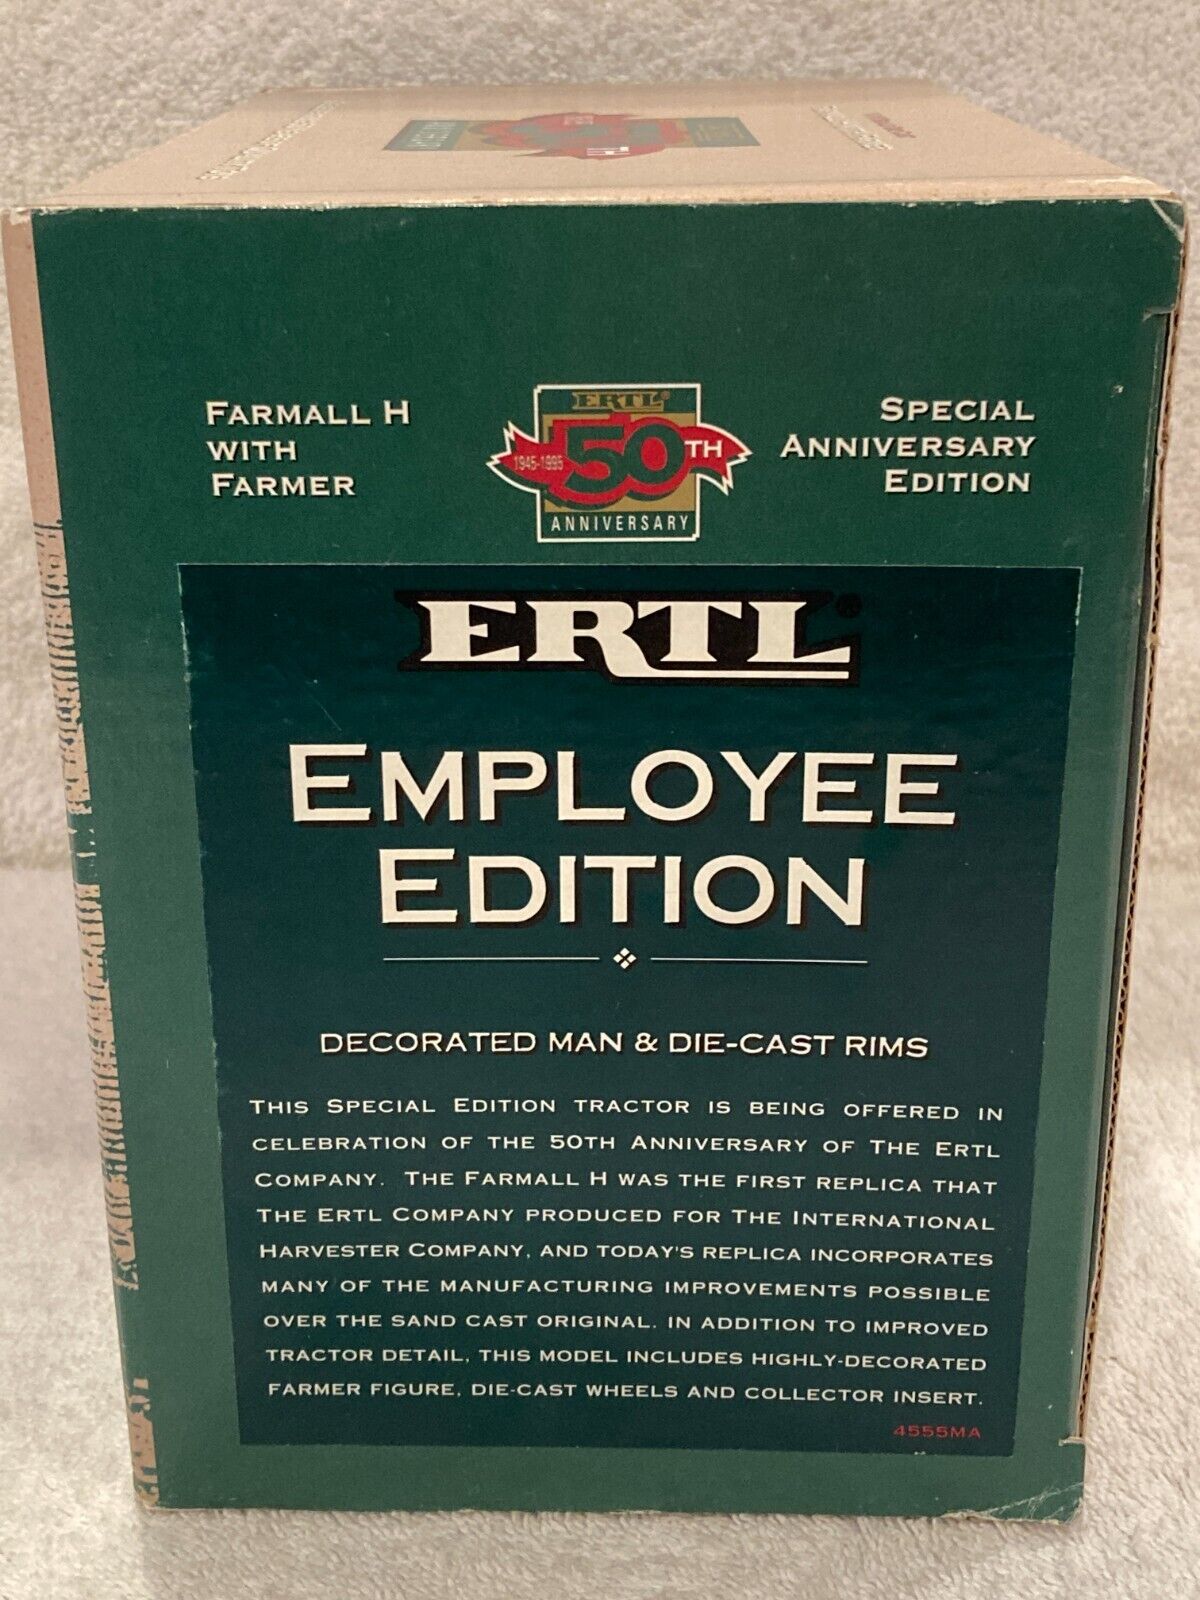 FARMALL H
WITH
FARMER
ERTL®
1945-1995
50TH
ANNIVERSARY
SPECIAL
ANNIVERSARY
EDITION
ERTL®
EMPLOYEE
EDITION
DECORATED MAN & DIE-CAST RIMS
THIS SPECIAL EDITION TRACTOR IS BEING OFFERED IN
CELEBRATION OF THE 50TH ANNIVERSARY OF THE ERTL
COMPANY. THE FARMALL H WAS THE FIRST REPLICA THAT
THE ERTL COMPANY PRODUCED FOR THE INTERNATIONAL
HARVESTER COMPANY, AND TODAY'S REPLICA INCORPORATES
MANY OF THE MANUFACTURING IMPROVEMENTS POSSIBLE
OVER THE SAND CAST ORIGINAL. IN ADDITION TO IMPROVED
TRACTOR DETAIL, THIS MODEL INCLUDES HIGHLY-DECORATED
FARMER FIGURE, DIE-CAST WHEELS AND COLLECTOR INSERT.
4555MA